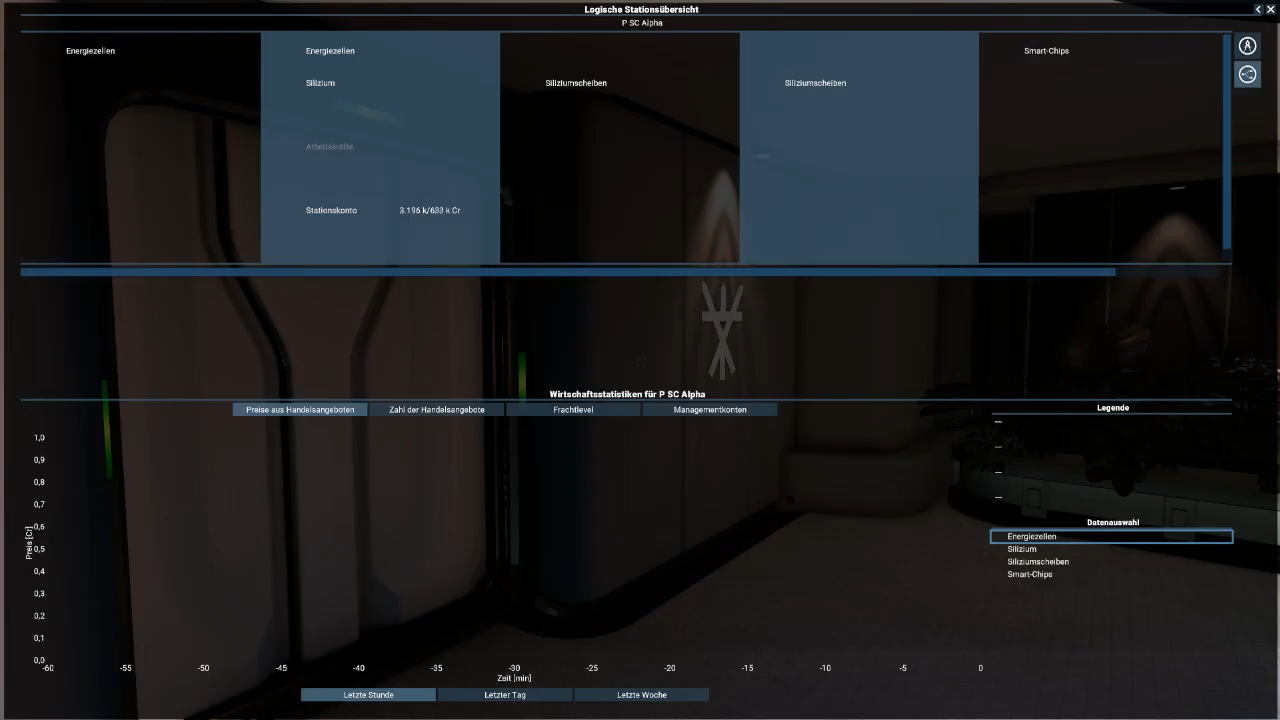 Logische Stationsübersicht
P SC Alpha
Energiezellen
Energiezellen
Smart-Chips
Silizium
Siliziumscheiben
Siliziumscheiben
Arbeitskräfte
Stationskonto 3.196 k/633 k Cr
Wirtschaftsstatistiken für P SC Alpha
Preise aus Handelsangeboten
Zahl der Handelsangebote
Frachtlevel
Managementkonten
Legende
---
---
---
---
Datenauswahl
Energiezellen
Silizium
Siliziumscheiben
Smart-Chips
Preis [Cr]
1,0
0,9
0,8
0,7
0,6
0,5
0,4
0,3
0,2
0,1
0,0
-60 -55 -50 -45 -40 -35 -30 -25 -20 -15 -10 -5 0
Zeit [min]
Letzte Stunde
Letzter Tag
Letzte Woche